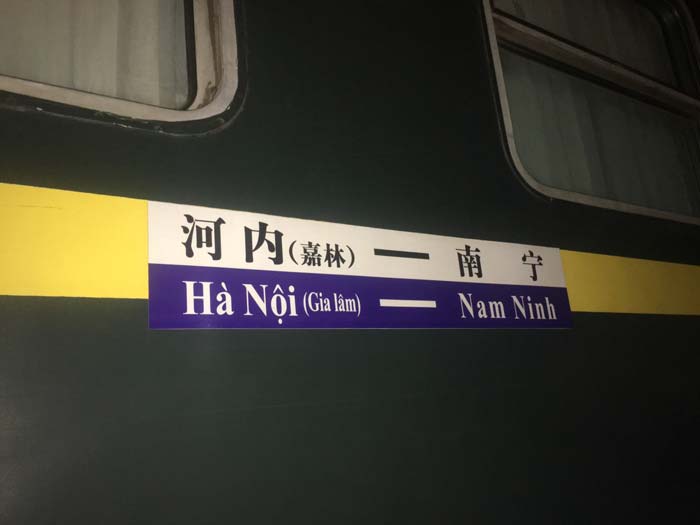 河内(嘉林) — 南宁
Hà Nội (Gia lâm) — Nam Ninh